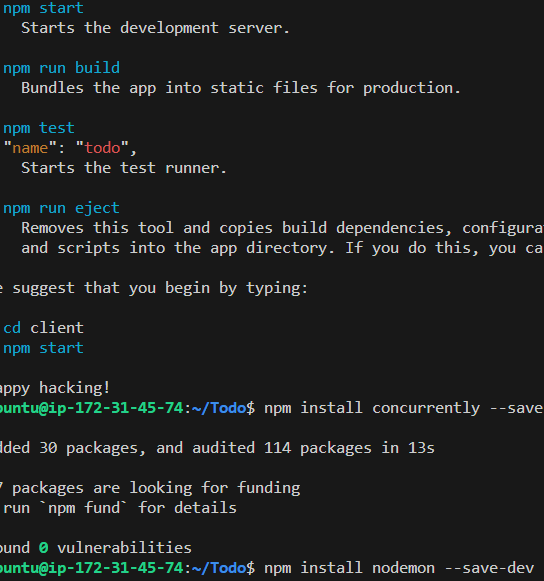 npm start
Starts the development server.
npm run build
Bundles the app into static files for production.
npm test
"name": "todo",
Starts the test runner.
npm run eject
Removes this tool and copies build dependencies, configurat
and scripts into the app directory. If you do this, you ca
e suggest that you begin by typing:
cd client
npm start
appy hacking!
untu@ip-172-31-45-74:~/Todo$ npm install concurrently --save
dded 30 packages, and audited 114 packages in 13s
7 packages are looking for funding
run `npm fund` for details
ound 0 vulnerabilities
untu@ip-172-31-45-74:~/Todo$ npm install nodemon --save-dev